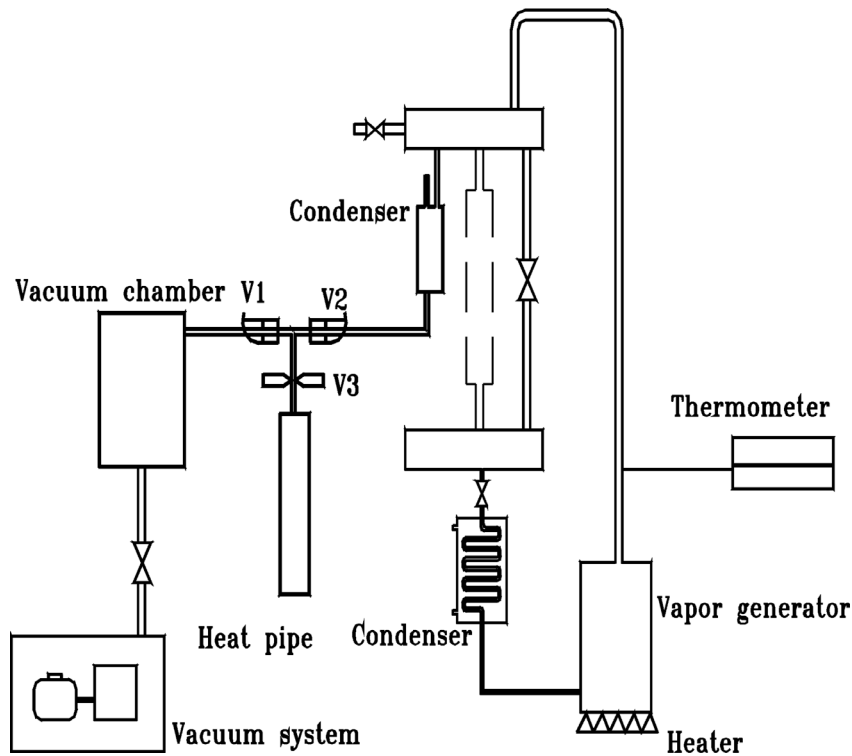 Condenser
Vacuum chamber
V1
V2
V3
Thermometer
Heat pipe
Condenser
Vapor generator
Vacuum system
Heater